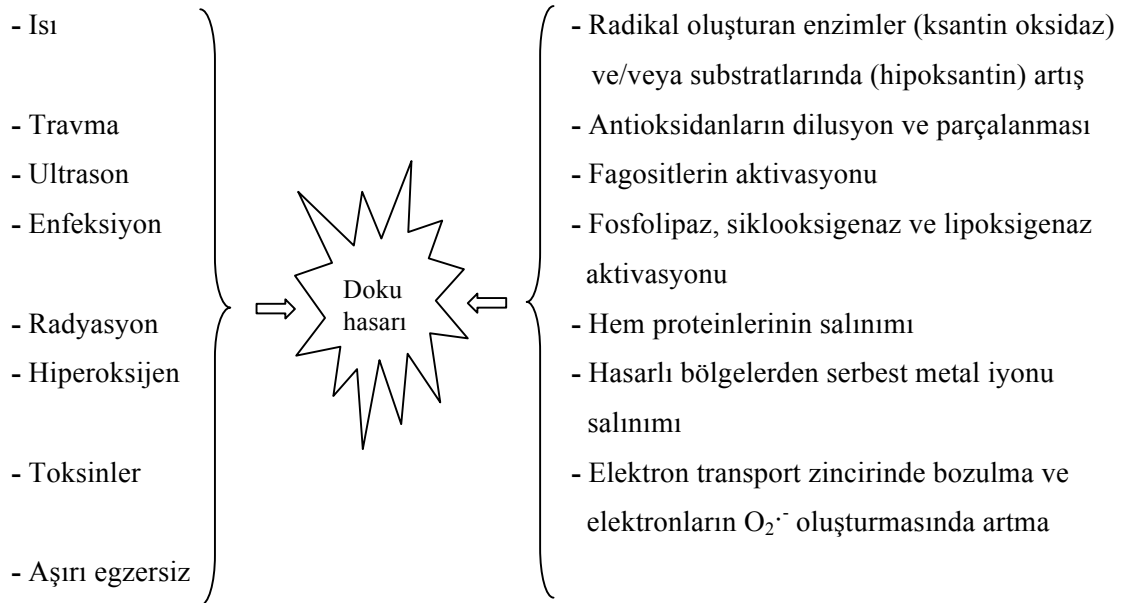 - Isı
- Travma
- Ultrason
- Enfeksiyon
- Radyasyon
- Hiperoksijen
- Toksinler
- Aşırı egzersiz
Doku
hasarı
- Radikal oluşturan enzimler (ksantin oksidaz)
ve/veya substratlarında (hipoksantin) artış
- Antioksidanların dilusyon ve parçalanması
- Fagositlerin aktivasyonu
- Fosfolipaz, siklooksigenaz ve lipoksigenaz
aktivasyonu
- Hem proteinlerinin salınımı
- Hasarlı bölgelerden serbest metal iyonu
salınımı
- Elektron transport zincirinde bozulma ve
elektronların O₂·⁻ oluşturmasında artma